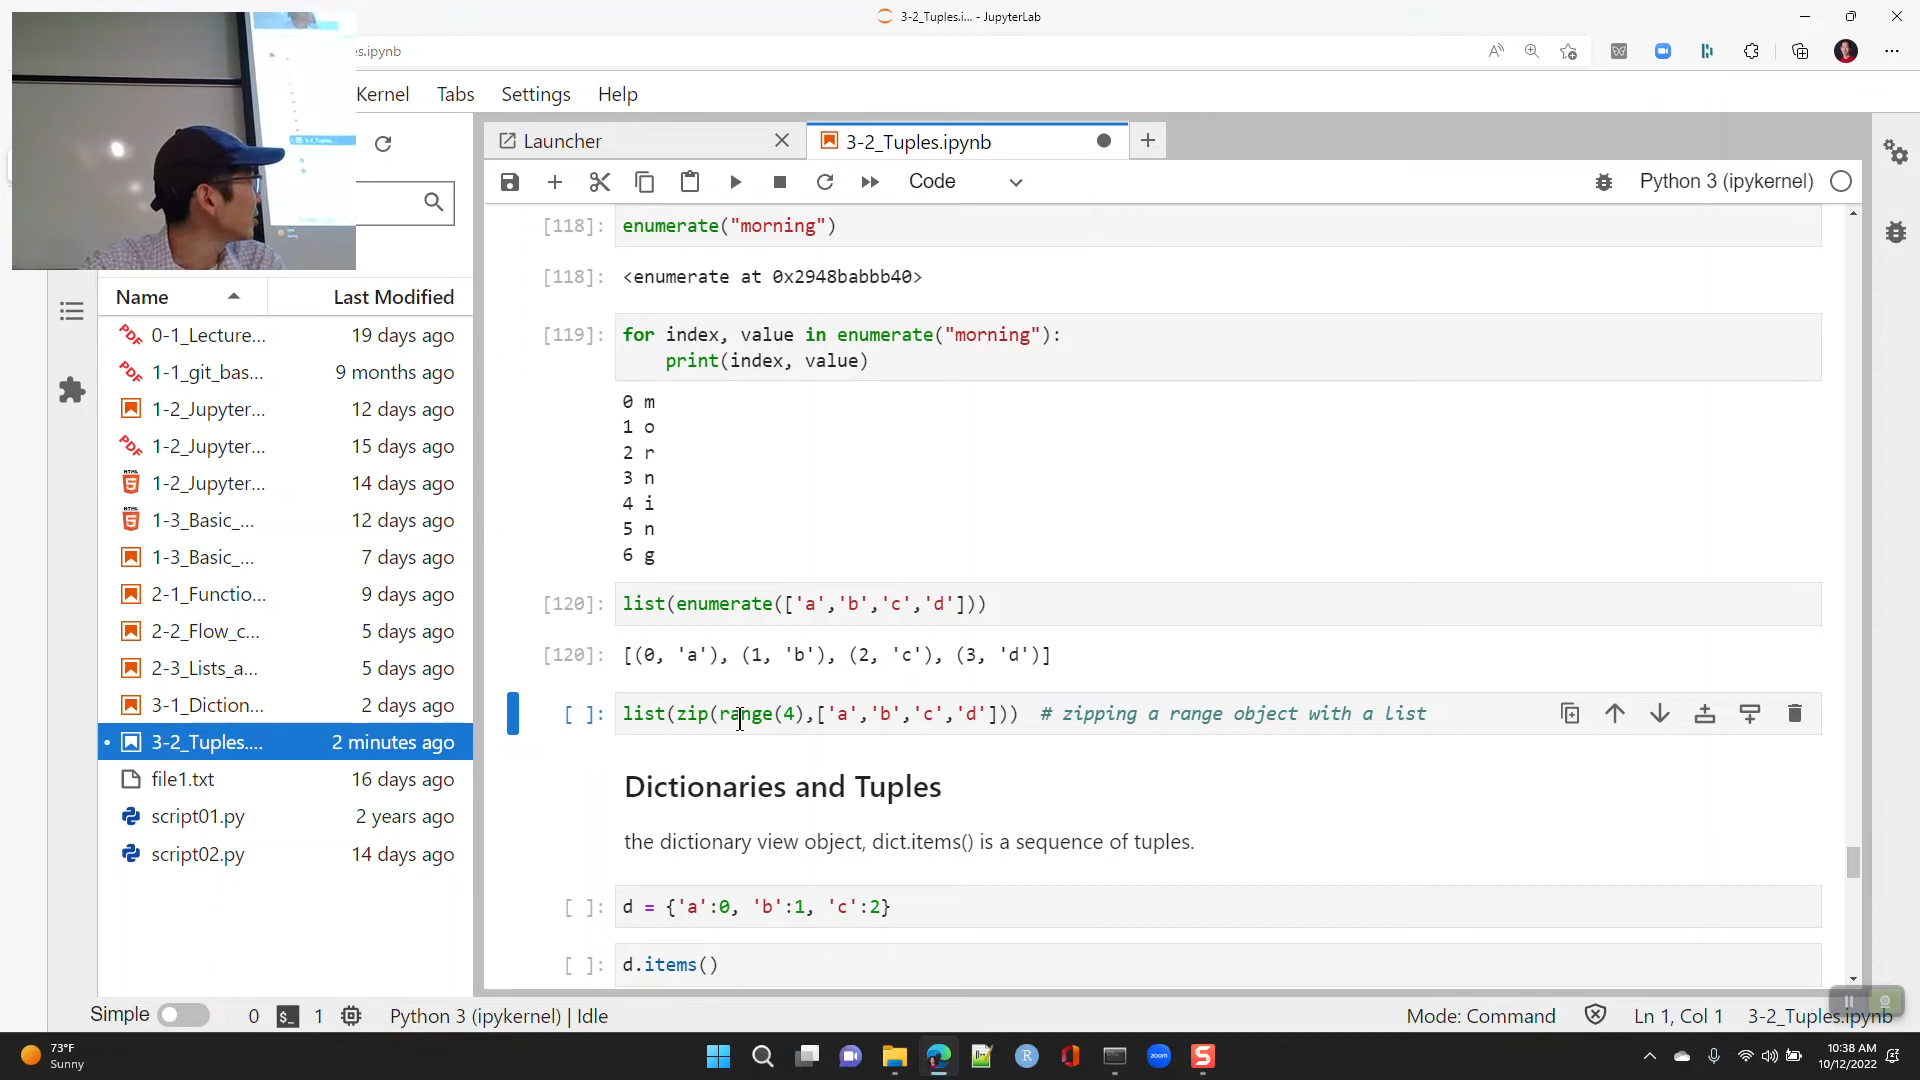 3-2_Tuples.i... - JupyterLab
es.ipynb
Kernel Tabs Settings Help
Launcher
3-2_Tuples.ipynb
Code
Python 3 (ipykernel)
Name Last Modified
0-1_Lecture... 19 days ago
1-1_git_bas... 9 months ago
1-2_Jupyter... 12 days ago
1-2_Jupyter... 15 days ago
1-2_Jupyter... 14 days ago
1-3_Basic_... 12 days ago
1-3_Basic_... 7 days ago
2-1_Functio... 9 days ago
2-2_Flow_c... 5 days ago
2-3_Lists_a... 5 days ago
3-1_Diction... 2 days ago
3-2_Tuples.... 2 minutes ago
file1.txt 16 days ago
script01.py 2 years ago
script02.py 14 days ago
[118]: enumerate("morning")
[118]: <enumerate at 0x2948babbb40>
[119]: for index, value in enumerate("morning"):
print(index, value)
0 m
1 o
2 r
3 n
4 i
5 n
6 g
[120]: list(enumerate(['a','b','c','d']))
[120]: [(0, 'a'), (1, 'b'), (2, 'c'), (3, 'd')]
[ ]: list(zip(range(4),['a','b','c','d'])) # zipping a range object with a list
Dictionaries and Tuples
the dictionary view object, dict.items() is a sequence of tuples.
[ ]: d = {'a':0, 'b':1, 'c':2}
[ ]: d.items()
Simple 0 1 Python 3 (ipykernel) | Idle
Mode: Command Ln 1, Col 1 3-2_Tuples.ipynb
73°F
Sunny
10:38 AM
10/12/2022